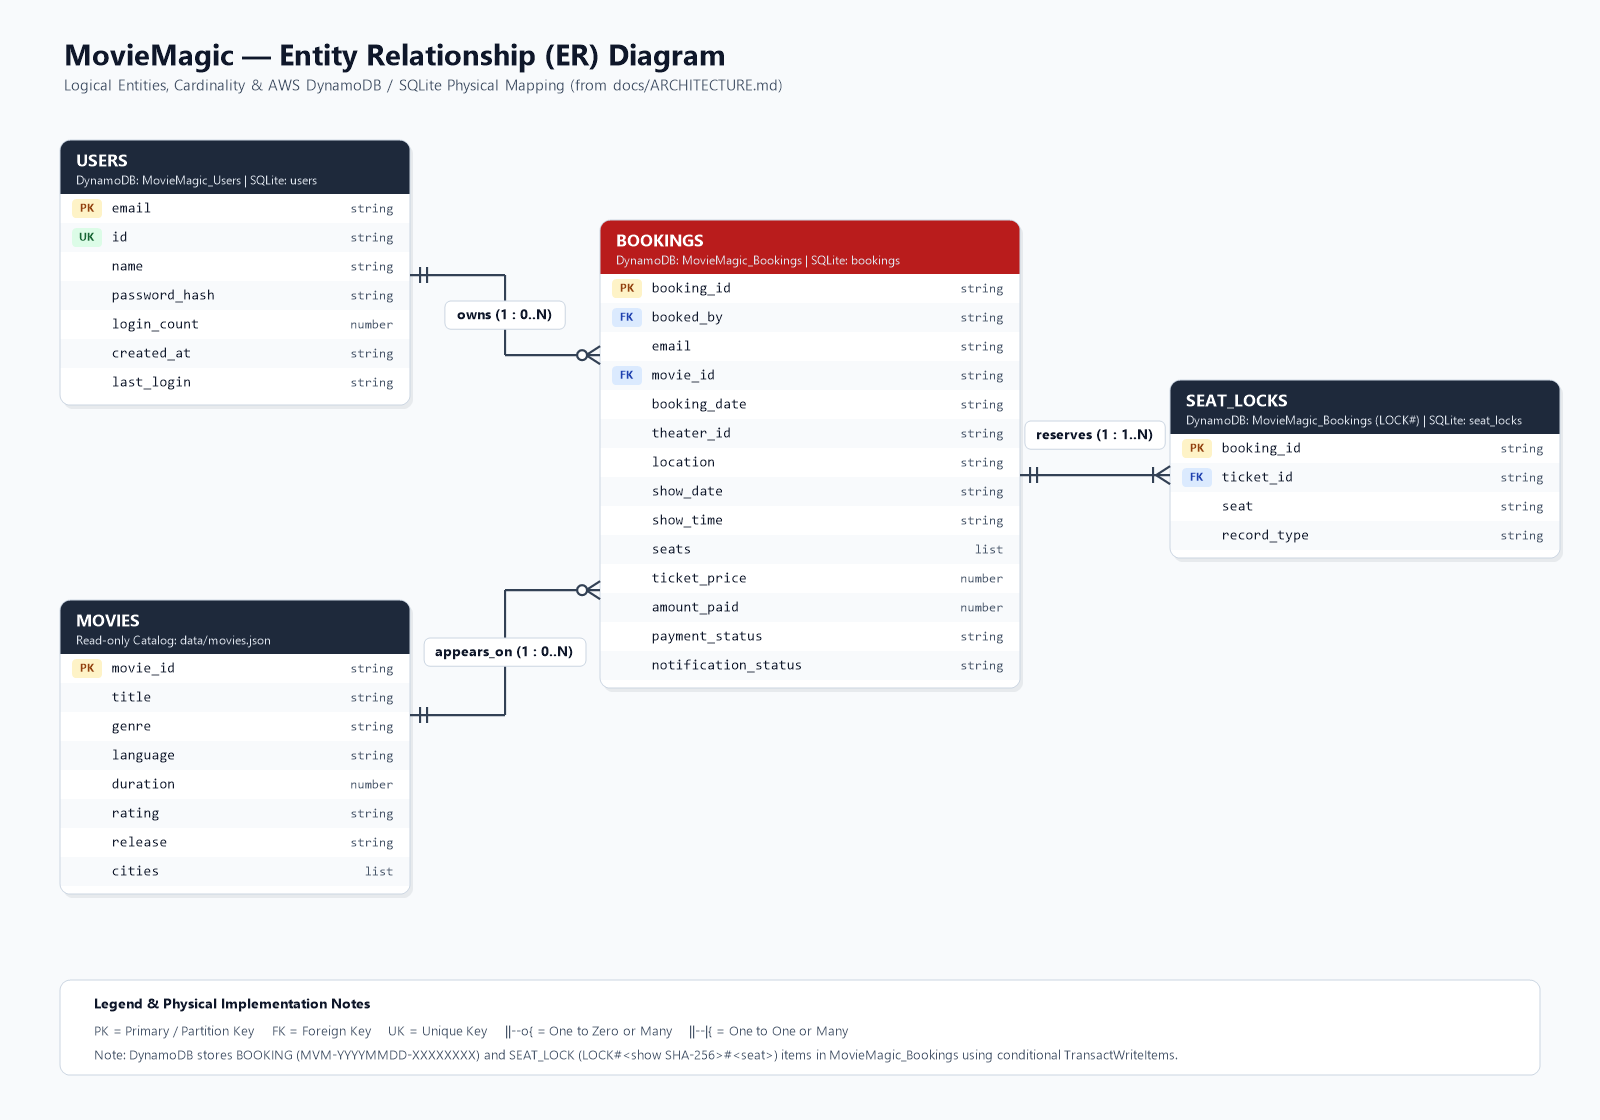 MovieMagic — Entity Relationship (ER) Diagram
Logical Entities, Cardinality & AWS DynamoDB / SQLite Physical Mapping (from docs/ARCHITECTURE.md)
USERS
DynamoDB: MovieMagic_Users | SQLite: users
PK email string
UK id string
name string
password_hash string
login_count number
created_at string
last_login string
owns (1 : 0..N)
BOOKINGS
DynamoDB: MovieMagic_Bookings | SQLite: bookings
PK booking_id string
FK booked_by string
email string
FK movie_id string
booking_date string
theater_id string
location string
show_date string
show_time string
seats list
ticket_price number
amount_paid number
payment_status string
notification_status string
reserves (1 : 1..N)
SEAT_LOCKS
DynamoDB: MovieMagic_Bookings (LOCK#) | SQLite: seat_locks
PK booking_id string
FK ticket_id string
seat string
record_type string
MOVIES
Read-only Catalog: data/movies.json
PK movie_id string
title string
genre string
language string
duration number
rating string
release string
cities list
appears_on (1 : 0..N)
Legend & Physical Implementation Notes
PK = Primary / Partition Key FK = Foreign Key UK = Unique Key ||--o{ = One to Zero or Many ||--|{ = One to One or Many
Note: DynamoDB stores BOOKING (MVM-YYYYMMDD-XXXXXXXX) and SEAT_LOCK (LOCK#<show SHA-256>#<seat>) items in MovieMagic_Bookings using conditional TransactWriteItems.